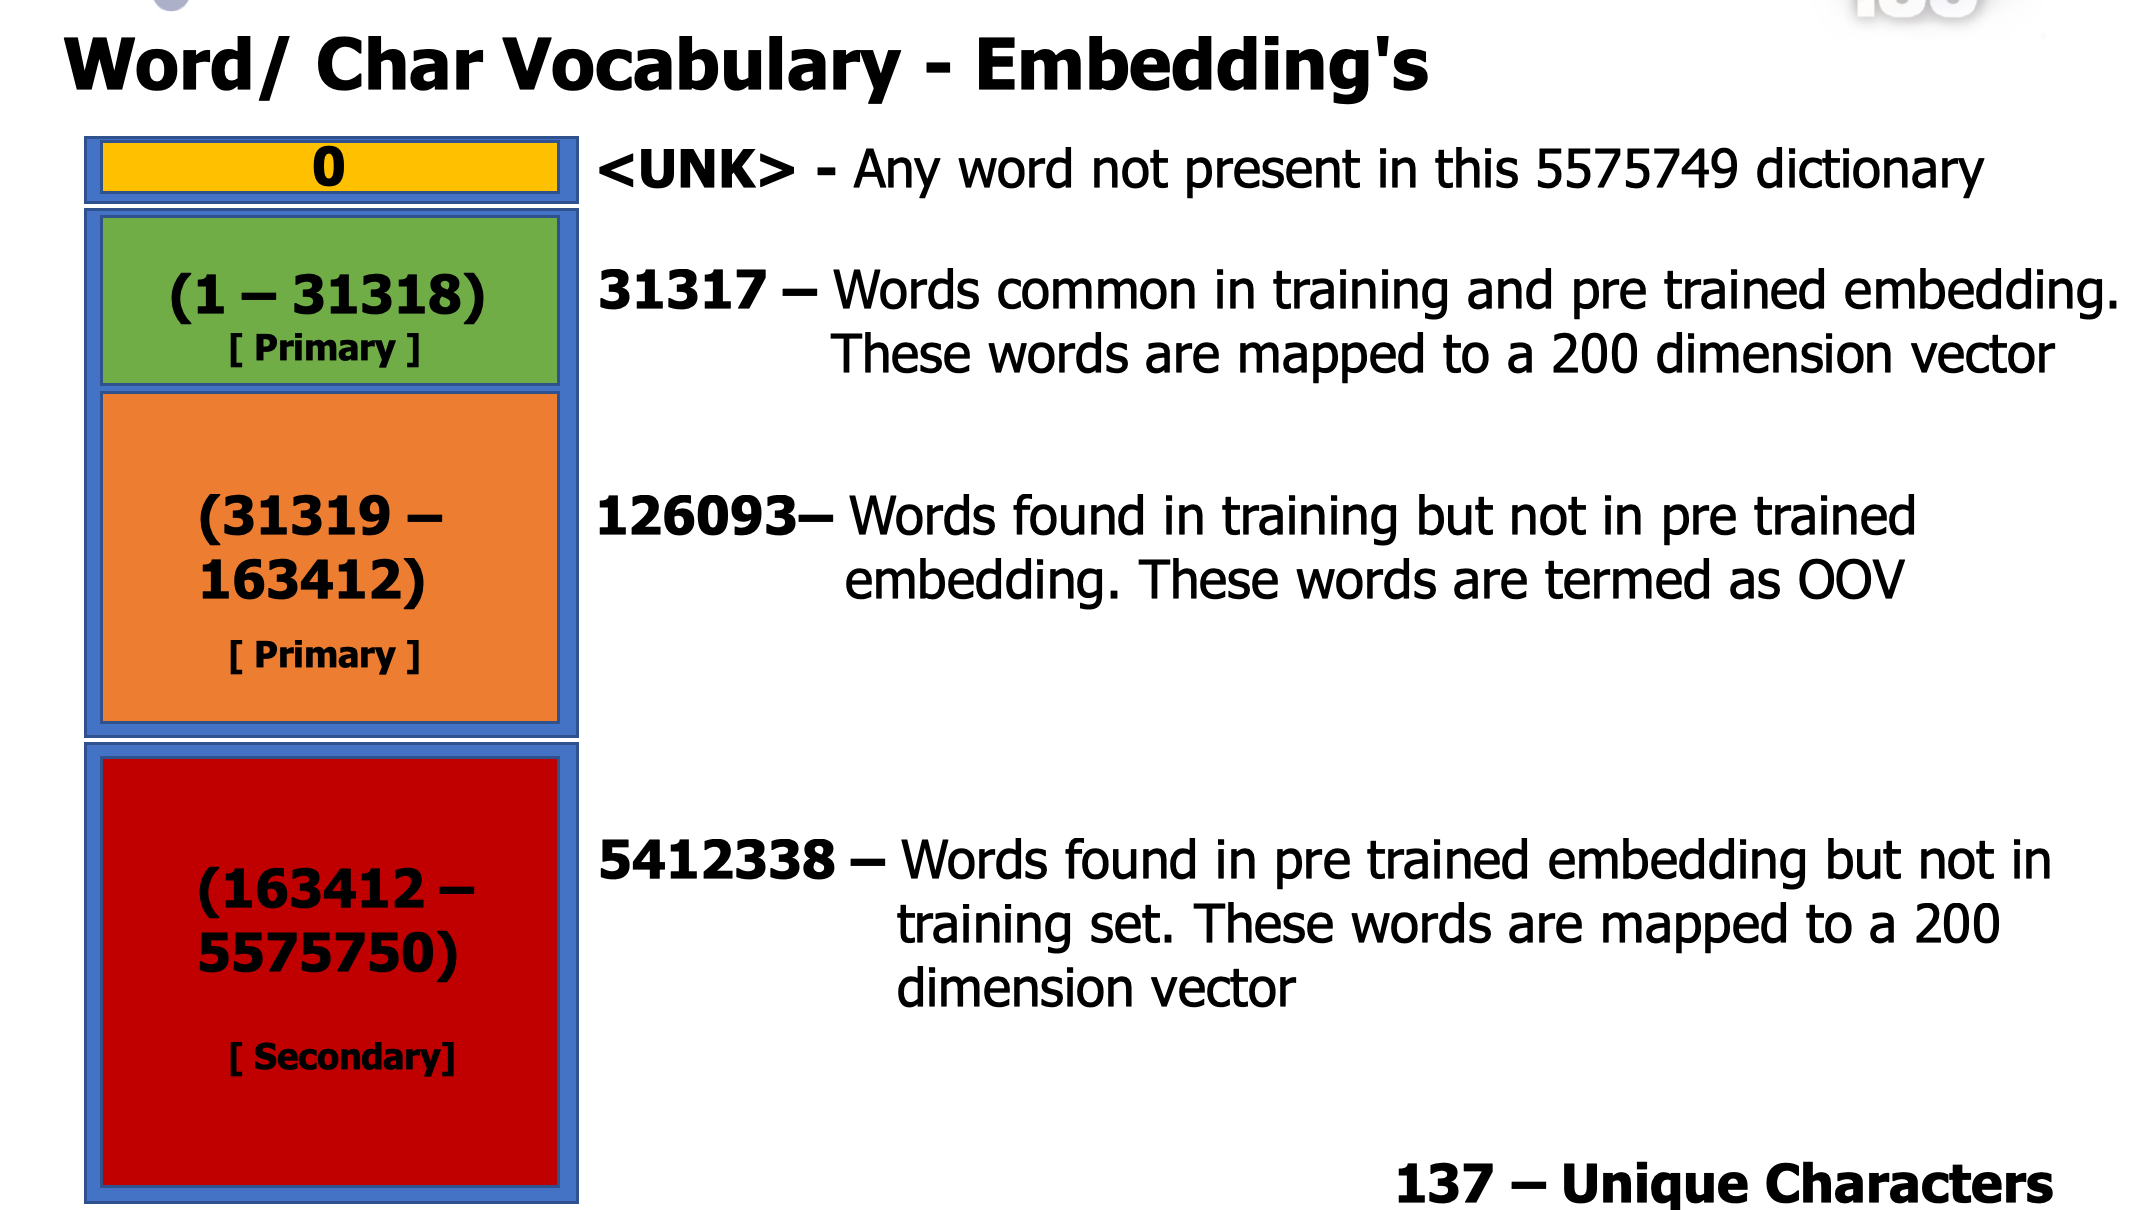 Word/ Char Vocabulary - Embedding's
0
<UNK> - Any word not present in this 5575749 dictionary
(1 – 31318)
[ Primary ]
31317 – Words common in training and pre trained embedding.
These words are mapped to a 200 dimension vector
(31319 –
163412)
[ Primary ]
126093– Words found in training but not in pre trained
embedding. These words are termed as OOV
(163412 –
5575750)
[ Secondary]
5412338 – Words found in pre trained embedding but not in
training set. These words are mapped to a 200
dimension vector
137 – Unique Characters